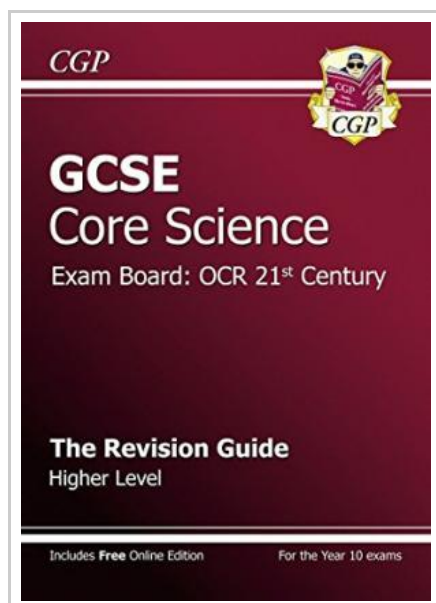 CGP
CGP
CGP
GCSE
Core Science
Exam Board: OCR 21st Century
The Revision Guide
Higher Level
Includes Free Online Edition For the Year 10 exams